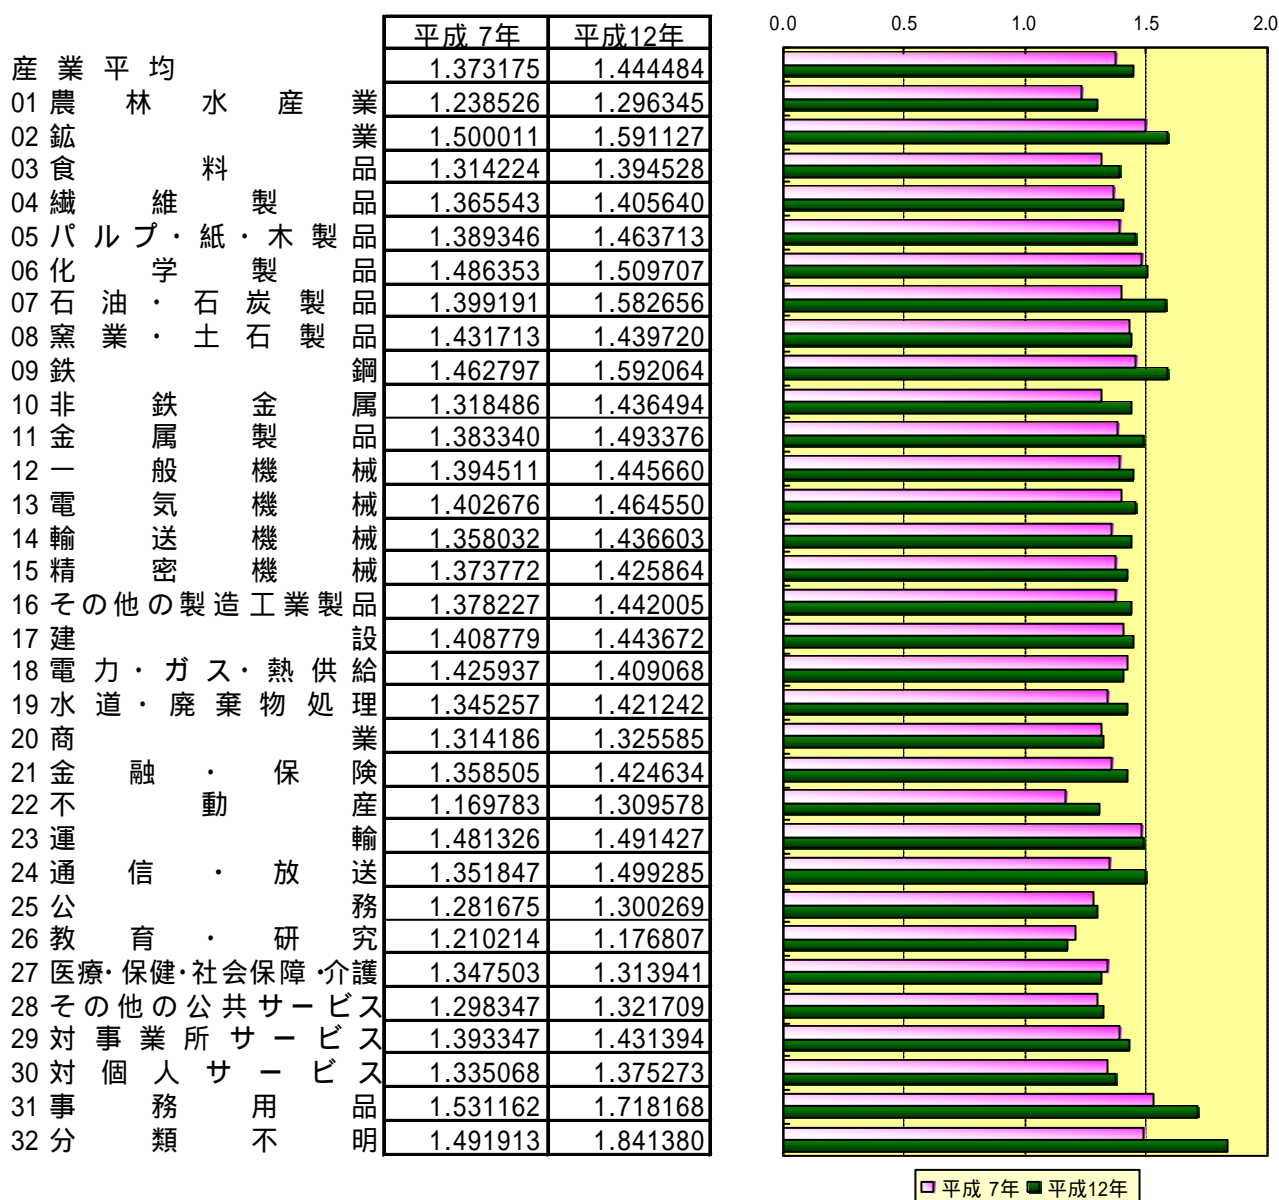 平成 7年 平成12年 0.0 0.5 1.0 1.5 2.0
産業平均 1.373175 1.444484
01 農林水産業 1.238526 1.296345
02 鉱業 1.500011 1.591127
03 食料品 1.314224 1.394528
04 繊維製品 1.365543 1.405640
05 パルプ・紙・木製品 1.389346 1.463713
06 化学製品 1.486353 1.509707
07 石油・石炭製品 1.399191 1.582656
08 窯業・土石製品 1.431713 1.439720
09 鉄鋼 1.462797 1.592064
10 非鉄金属 1.318486 1.436494
11 金属製品 1.383340 1.493376
12 一般機械 1.394511 1.445660
13 電気機械 1.402676 1.464550
14 輸送機械 1.358032 1.436603
15 精密機械 1.373772 1.425864
16 その他の製造工業製品 1.378227 1.442005
17 建設 1.408779 1.443672
18 電力・ガス・熱供給 1.425937 1.409068
19 水道・廃棄物処理 1.345257 1.421242
20 商業 1.314186 1.325585
21 金融・保険 1.358505 1.424634
22 不動産 1.169783 1.309578
23 運輸 1.481326 1.491427
24 通信・放送 1.351847 1.499285
25 公務 1.281675 1.300269
26 教育・研究 1.210214 1.176807
27 医療・保健・社会保障・介護 1.347503 1.313941
28 その他の公共サービス 1.298347 1.321709
29 対事業所サービス 1.393347 1.431394
30 対個人サービス 1.335068 1.375273
31 事務用品 1.531162 1.718168
32 分類不明 1.491913 1.841380
平成 7年 平成12年